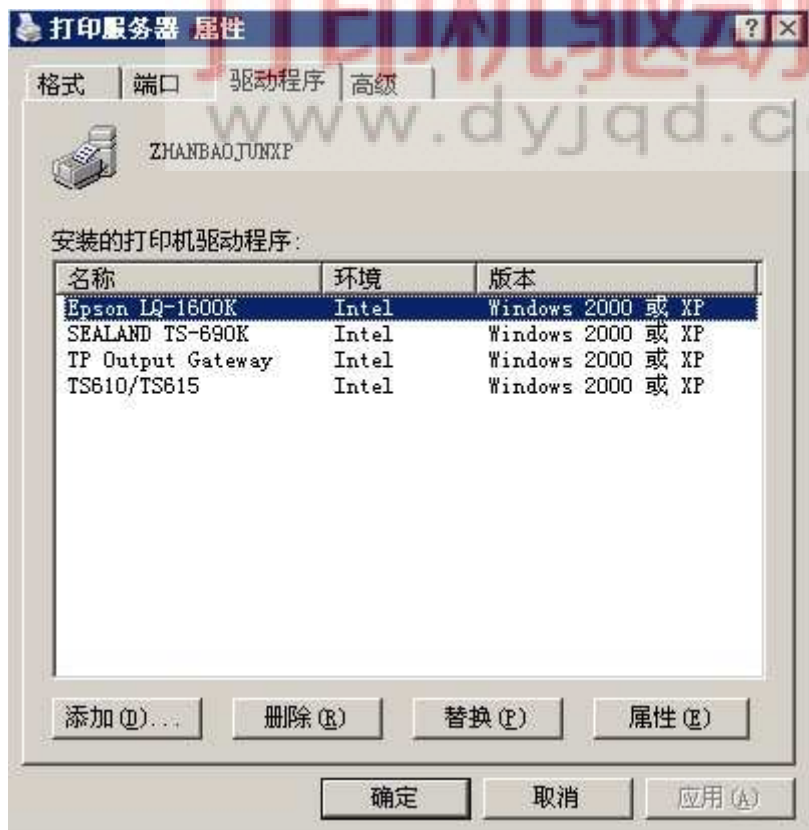 打印服务器 属性
打印机驱动
www.dyjqd.c
格式 端口 驱动程序 高级
ZHANBAOJUNXP
安装的打印机驱动程序:
名称 环境 版本
Epson LQ-1600K Intel Windows 2000 或 XP
SEALAND TS-690K Intel Windows 2000 或 XP
TP Output Gateway Intel Windows 2000 或 XP
TS610/TS615 Intel Windows 2000 或 XP
添加(D)... 删除(R) 替换(P) 属性(E)
确定 取消 应用(A)